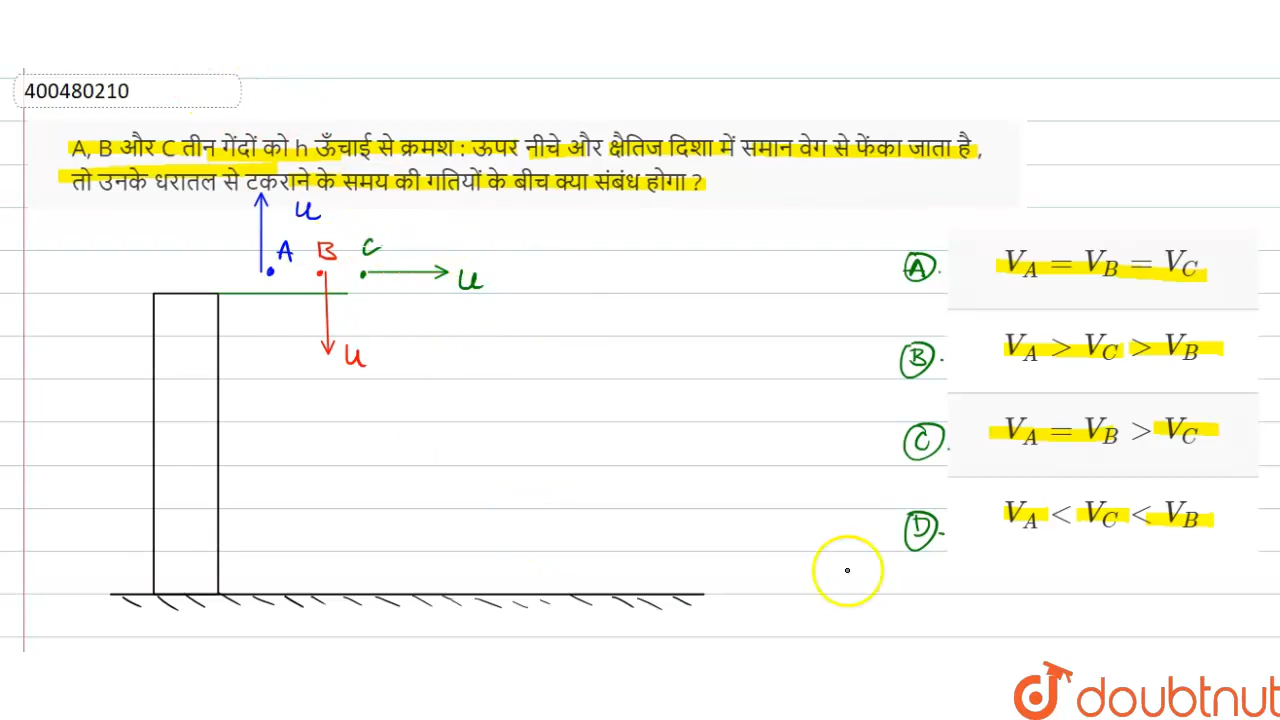 400480210
A, B और C तीन गेंदों को h ऊँचाई से क्रमश : ऊपर नीचे और क्षैतिज दिशा में समान वेग से फेंका जाता है ,
तो उनके धरातल से टकराने के समय की गतियों के बीच क्या संबंध होगा ?
u
A B C
u
u
A. V_A = V_B = V_C
B. V_A > V_C > V_B
C. V_A = V_B > V_C
D. V_A < V_C < V_B
doubtnut